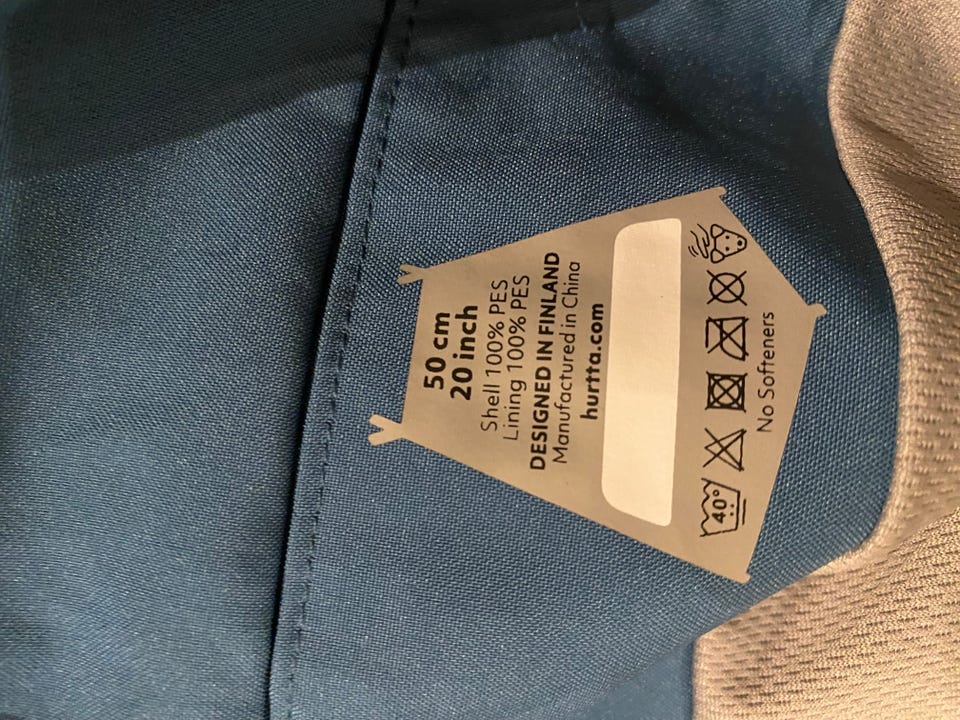 50 cm
20 inch
Shell 100% PES
Lining 100% PES
DESIGNED IN FINLAND
Manufactured in China
hurtta.com
40°
No Softeners